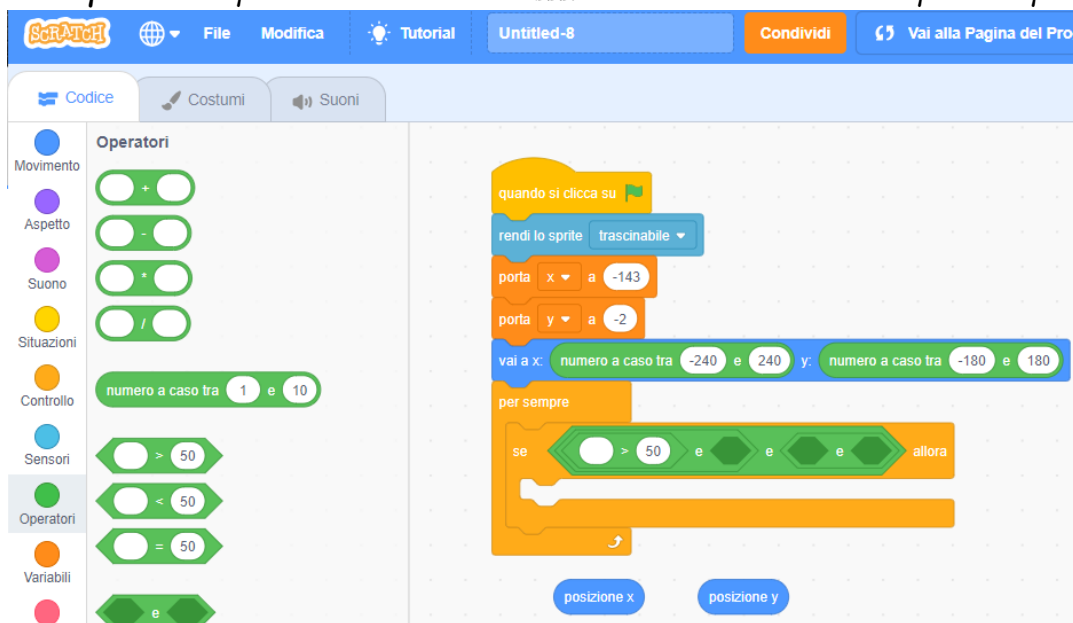 SCRATCH File Modifica Tutorial Untitled-8 Condividi Vai alla Pagina del Pro
Codice Costumi Suoni
Movimento
Aspetto
Suono
Situazioni
Controllo
Sensori
Operatori
Variabili
Operatori
+
-
*
/
numero a caso tra 1 e 10
> 50
< 50
= 50
e
quando si clicca su
rendi lo sprite trascinabile
porta x a -143
porta y a -2
vai a x: numero a caso tra -240 e 240 y: numero a caso tra -180 e 180
per sempre
se > 50 e e e allora
posizione x posizione y